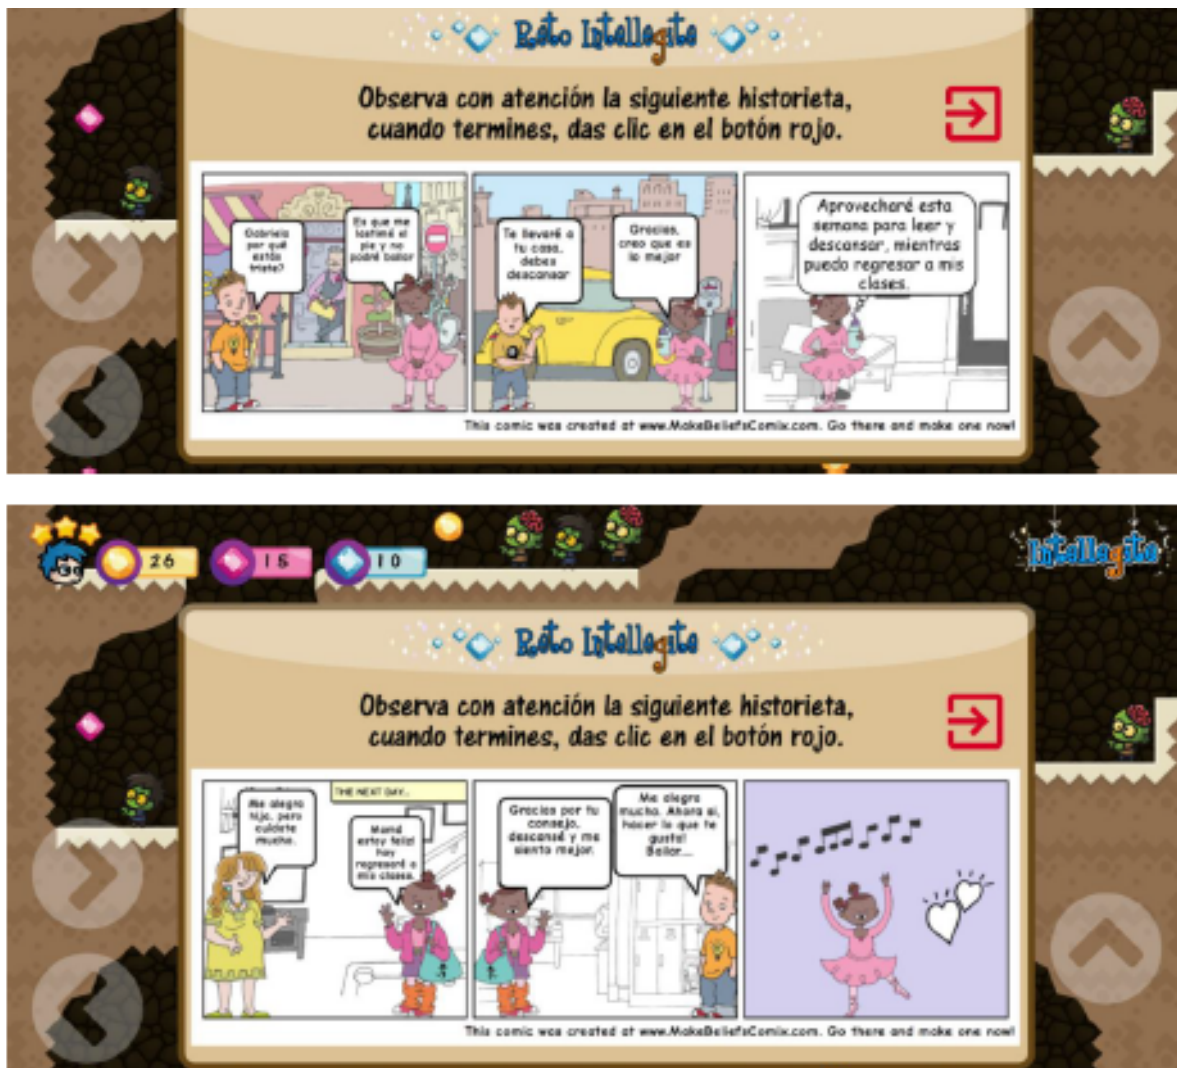 Reto Intellegite
Observa con atención la siguiente historieta,
cuando termines, das clic en el botón rojo.
Gabriela
por qué
estás
triste?
Es que me
lastimé el
pie y no
podré bailar
Te llevaré a
tu casa,
debes
descansar
Gracias,
creo que es
lo mejor
Aprovecharé esta
semana para leer y
descansar, mientras
puedo regresar a mis
clases.
This comic was created at www.MakeBeliefsComix.com. Go there and make one now!
26
15
10
Intellegite
Reto Intellegite
Observa con atención la siguiente historieta,
cuando termines, das clic en el botón rojo.
Me alegro
hija, pero
cuídate
mucho.
THE NEXT DAY...
Mamá
estoy feliz!
hoy
regresaré a
mis clases.
Gracias por tu
consejo,
descansé y me
siento mejor.
Me alegra
mucho. Ahora si,
hacer lo que te
gusta!
Bailar...
This comic was created at www.MakeBeliefsComix.com. Go there and make one now!